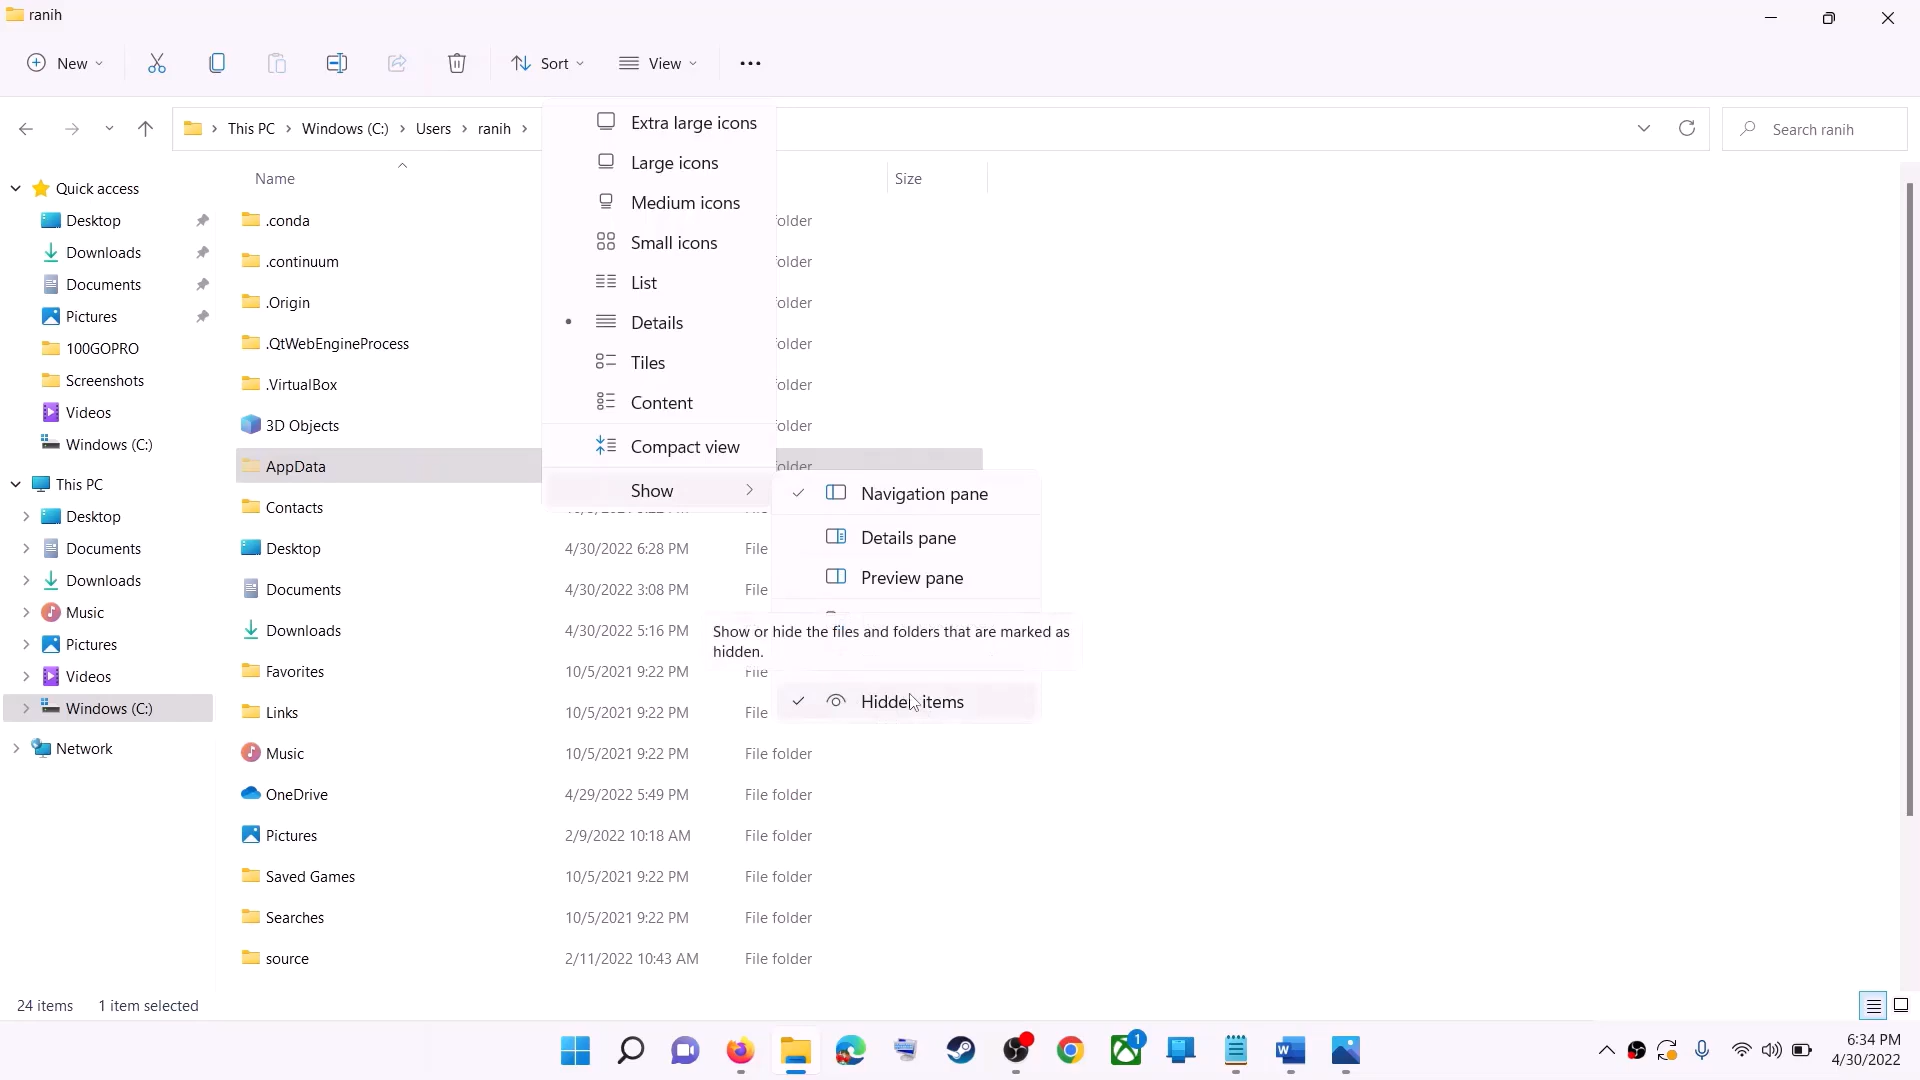 ranih
New
Sort
View
This PC
Windows (C:)
Users
ranih
Search ranih
Name
Size
Quick access
Desktop
Downloads
Documents
Pictures
100GOPRO
Screenshots
Videos
Windows (C:)
This PC
Desktop
Documents
Downloads
Music
Pictures
Videos
Windows (C:)
Network
.conda
.continuum
.Origin
.QtWebEngineProcess
.VirtualBox
3D Objects
AppData
Contacts
Desktop 4/30/2022 6:28 PM File
Documents 4/30/2022 3:08 PM File
Downloads 4/30/2022 5:16 PM
Favorites 10/5/2021 9:22 PM File
Links 10/5/2021 9:22 PM File
Music 10/5/2021 9:22 PM File folder
OneDrive 4/29/2022 5:49 PM File folder
Pictures 2/9/2022 10:18 AM File folder
Saved Games 10/5/2021 9:22 PM File folder
Searches 10/5/2021 9:22 PM File folder
source 2/11/2022 10:43 AM File folder
Extra large icons
Large icons
Medium icons
Small icons
List
Details
Tiles
Content
Compact view
Show
Navigation pane
Details pane
Preview pane
Show or hide the files and folders that are marked as
hidden.
Hidden items
24 items 1 item selected
1
6:34 PM
4/30/2022